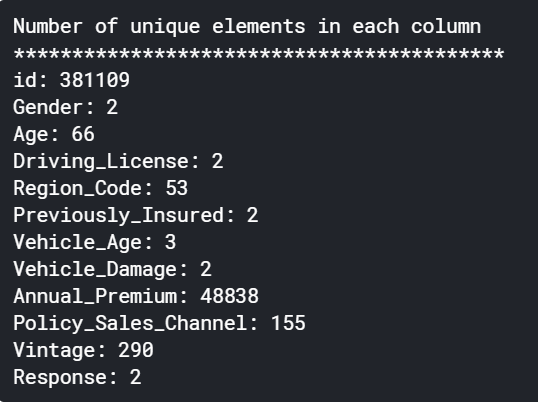 Number of unique elements in each column
******************************************
id: 381109
Gender: 2
Age: 66
Driving_License: 2
Region_Code: 53
Previously_Insured: 2
Vehicle_Age: 3
Vehicle_Damage: 2
Annual_Premium: 48838
Policy_Sales_Channel: 155
Vintage: 290
Response: 2